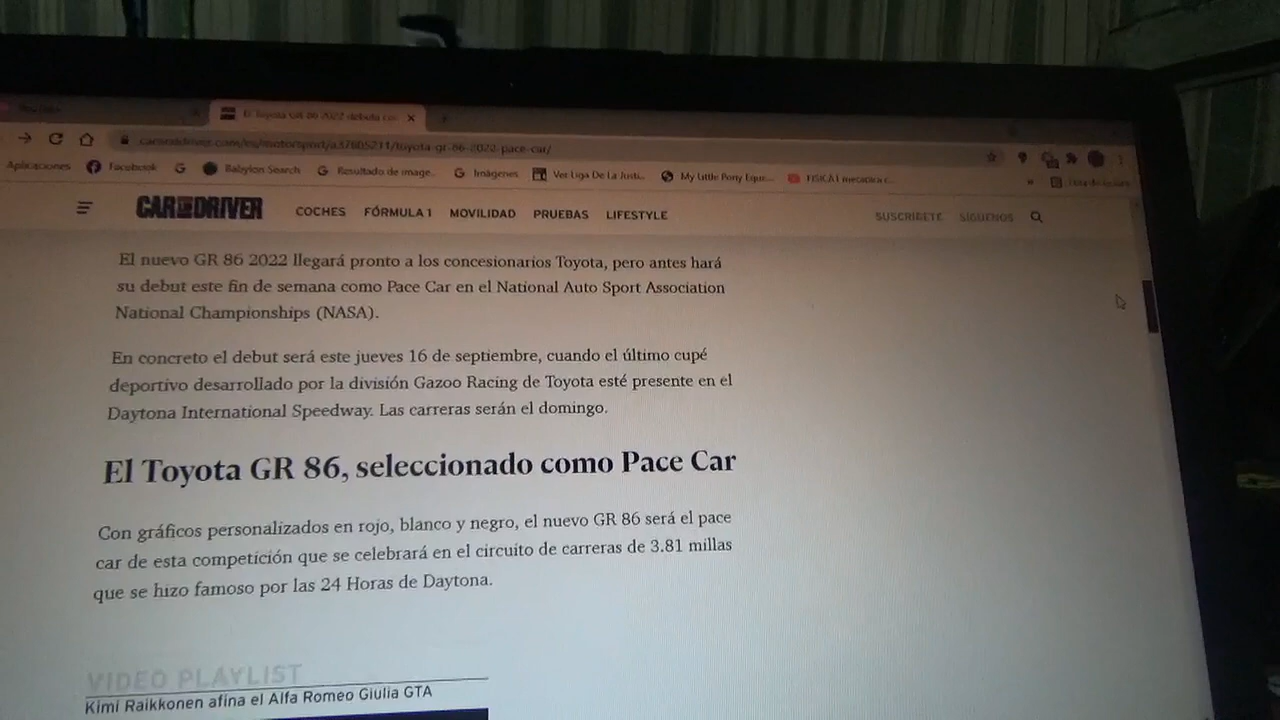 El Toyota GR 86 2022 debuta co
caranddriver.com/es/motorsport/a37605211/toyota-gr-86-2022-pace-car/
Aplicaciones Facebook Babylon Search Resultado de image... Imágenes Ver Liga De La Justi... My Little Pony Eque... FISICA I mecanica c... »
CAR AND DRIVER COCHES FÓRMULA 1 MOVILIDAD PRUEBAS LIFESTYLE SUSCRÍBETE SÍGUENOS
El nuevo GR 86 2022 llegará pronto a los concesionarios Toyota, pero antes hará
su debut este fin de semana como Pace Car en el National Auto Sport Association
National Championships (NASA).
En concreto el debut será este jueves 16 de septiembre, cuando el último cupé
deportivo desarrollado por la división Gazoo Racing de Toyota esté presente en el
Daytona International Speedway. Las carreras serán el domingo.
El Toyota GR 86, seleccionado como Pace Car
Con gráficos personalizados en rojo, blanco y negro, el nuevo GR 86 será el pace
car de esta competición que se celebrará en el circuito de carreras de 3.81 millas
que se hizo famoso por las 24 Horas de Daytona.
VIDEO PLAYLIST
Kimi Raikkonen afina el Alfa Romeo Giulia GTA